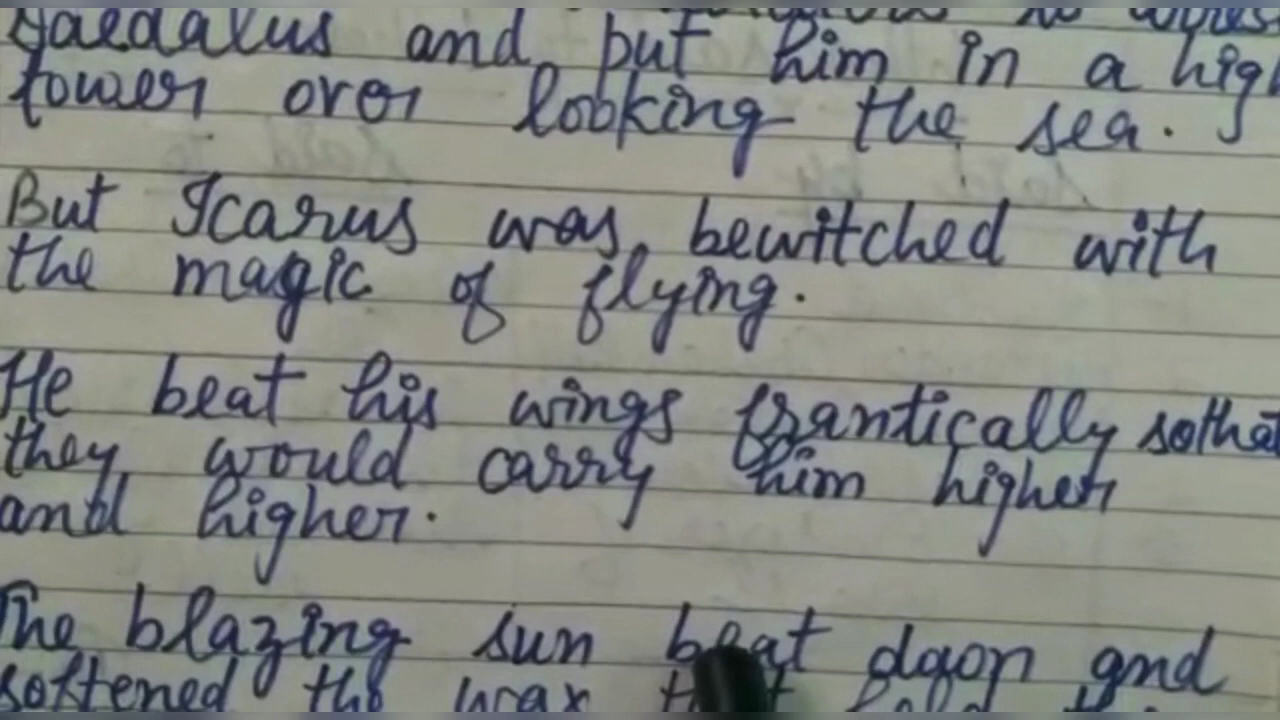 Daedalus and put him in a high
tower over looking the sea.
But Icarus was bewitched with
the magic of flying.
He beat his wings frantically sothat
they would carry him higher
and higher.
The blazing sun beat daon and
softened the wax that